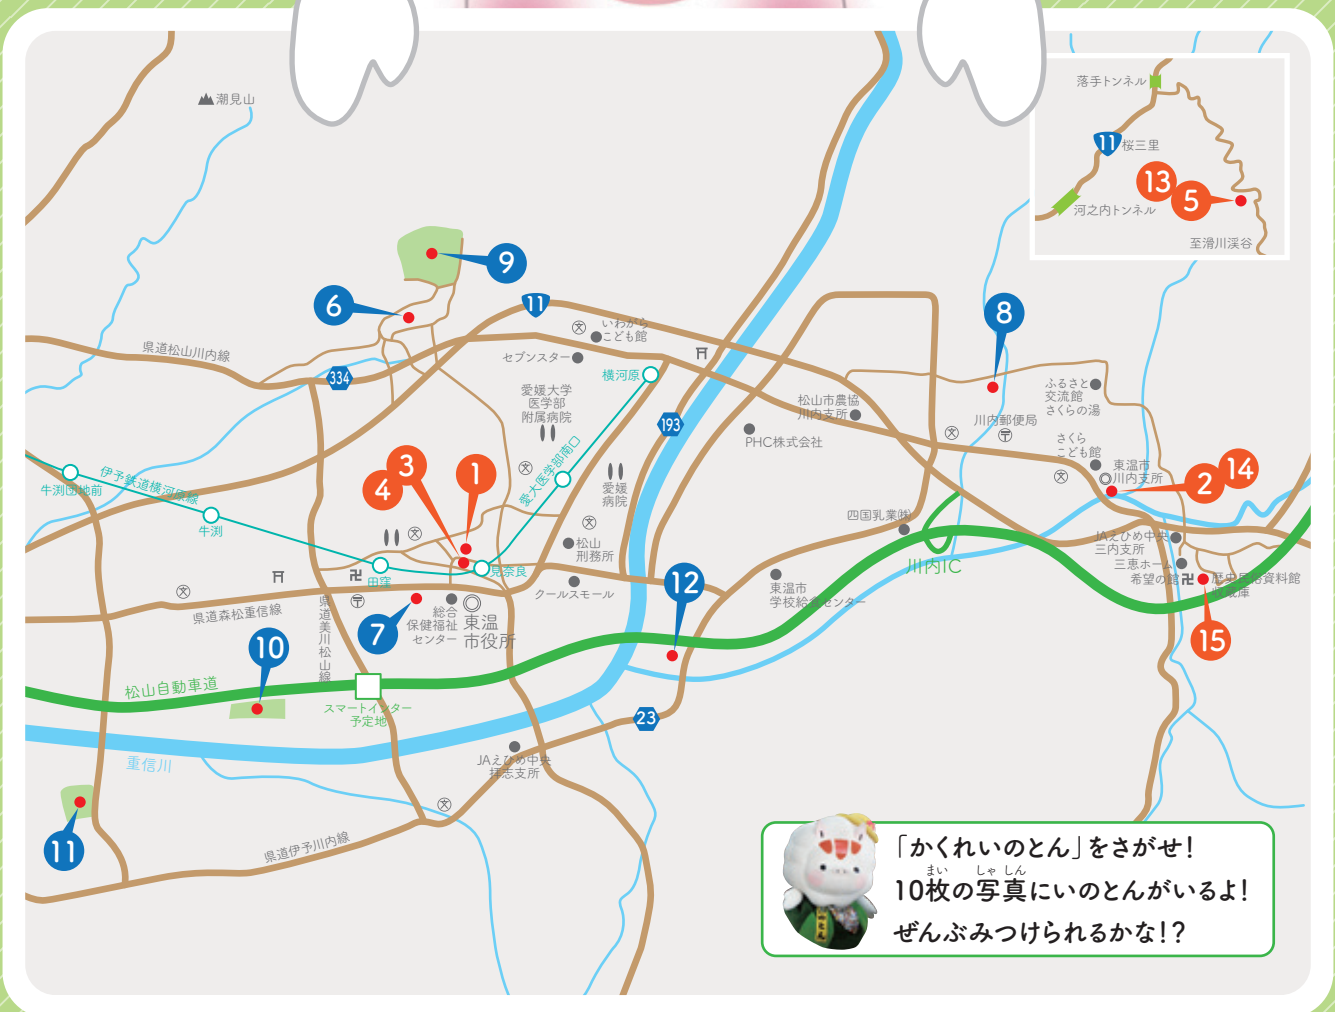 潮見山
落手トンネル
11
桜三里
13
5
河之内トンネル
至滑川渓谷
9
6
11
8
県道松山川内線
334
いわがら
こども館
セブンスター
横河原
愛媛大学
医学部
附属病院
193
松山市農協
川内支所
PHC株式会社
ふるさと
交流館
さくらの湯
川内郵便局
さくら
こども館
東温市
川内支所
2
14
伊予鉄道横河原線
牛渕団地前
牛渕
3
4
1
愛大医学部南口
愛媛
病院
四国乳業㈱
川内IC
JAえひめ中央
三内支所
三恵ホーム
希望の館
歴史民俗資料館
収蔵庫
15
松山
刑務所
田窪
見奈良
クールスモール
12
東温市
学校給食センター
県道森松重信線
県道美川松山線
7
総合
保健福祉
センター
東温
市役所
10
松山自動車道
スマートインター
予定地
23
重信川
JAえひめ中央
拝志支所
11
県道伊予川内線
「かくれいのとん」をさがせ!
まい しゃ しん
10枚の写真にいのとんがいるよ!
ぜんぶみつけられるかな!?